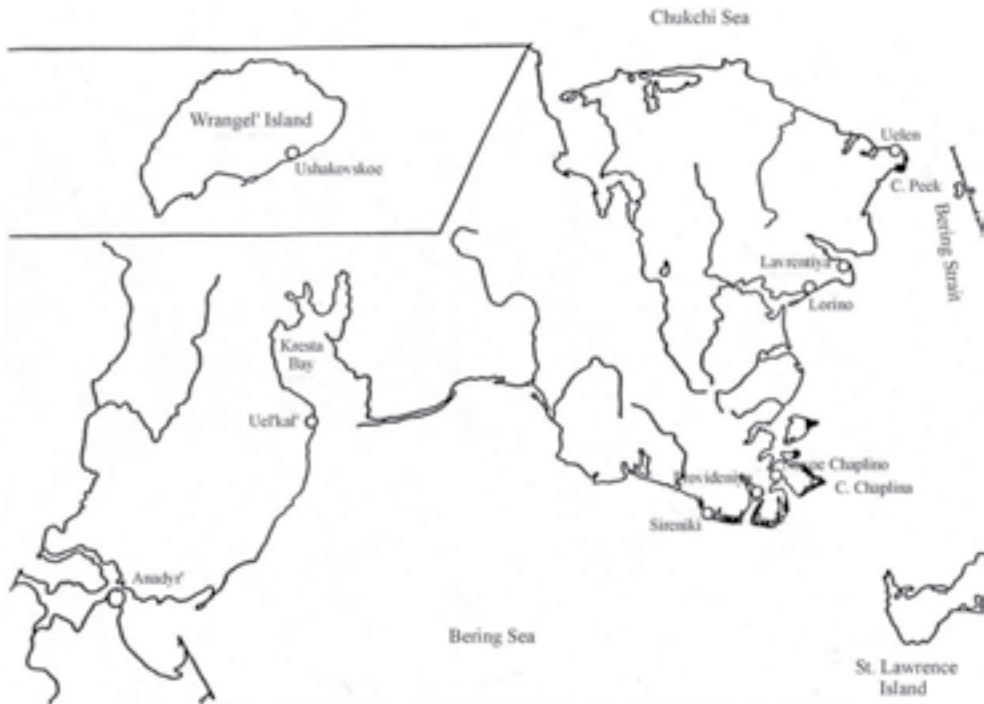 Chukchi Sea
Wrangel' Island
Ushakovskoe
Uelen
C. Peek
Bering Strait
Lavrentiya
Lorino
Kresta
Bay
Uel'kal'
Chaplino
Provideniya
C. Chaplina
Sireniki
Anadyr'
Bering Sea
St. Lawrence
Island